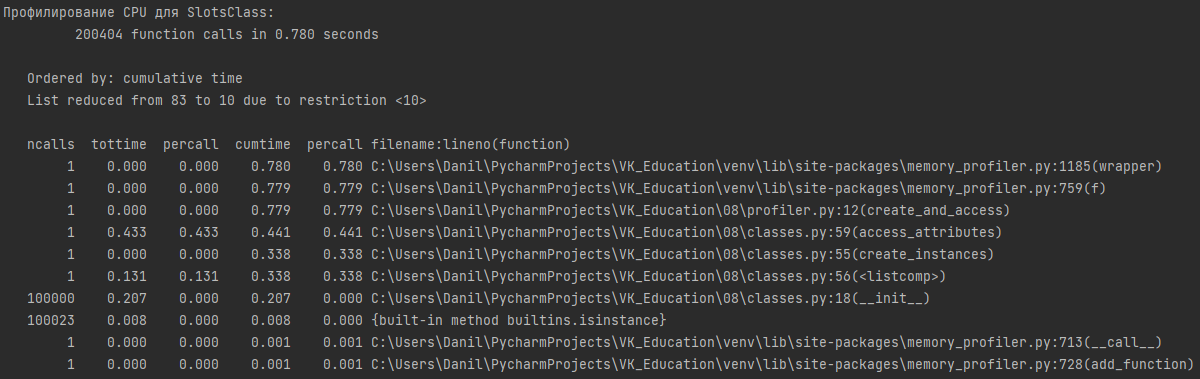 Профилирование CPU для SlotsClass:
         200404 function calls in 0.780 seconds

   Ordered by: cumulative time
   List reduced from 83 to 10 due to restriction <10>

   ncalls  tottime  percall  cumtime  percall filename:lineno(function)
        1    0.000    0.000    0.780    0.780 C:\Users\Danil\PycharmProjects\VK_Education\venv\lib\site-packages\memory_profiler.py:1185(wrapper)
        1    0.000    0.000    0.779    0.779 C:\Users\Danil\PycharmProjects\VK_Education\venv\lib\site-packages\memory_profiler.py:759(f)
        1    0.000    0.000    0.779    0.779 C:\Users\Danil\PycharmProjects\VK_Education\08\profiler.py:12(create_and_access)
        1    0.433    0.433    0.441    0.441 C:\Users\Danil\PycharmProjects\VK_Education\08\classes.py:59(access_attributes)
        1    0.000    0.000    0.338    0.338 C:\Users\Danil\PycharmProjects\VK_Education\08\classes.py:55(create_instances)
        1    0.131    0.131    0.338    0.338 C:\Users\Danil\PycharmProjects\VK_Education\08\classes.py:56(<listcomp>)
   100000    0.207    0.000    0.207    0.000 C:\Users\Danil\PycharmProjects\VK_Education\08\classes.py:18(__init__)
   100023    0.008    0.000    0.008    0.000 {built-in method builtins.isinstance}
        1    0.000    0.000    0.001    0.001 C:\Users\Danil\PycharmProjects\VK_Education\venv\lib\site-packages\memory_profiler.py:713(__call__)
        1    0.000    0.000    0.001    0.001 C:\Users\Danil\PycharmProjects\VK_Education\venv\lib\site-packages\memory_profiler.py:728(add_function)